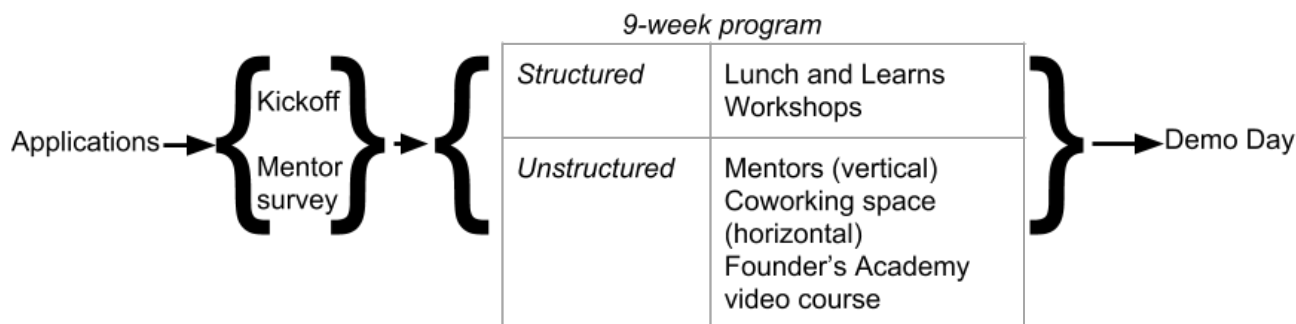 9-week program
Applications
Kickoff
Mentor
survey
Structured
Lunch and Learns
Workshops
Unstructured
Mentors (vertical)
Coworking space
(horizontal)
Founder’s Academy
video course
Demo Day